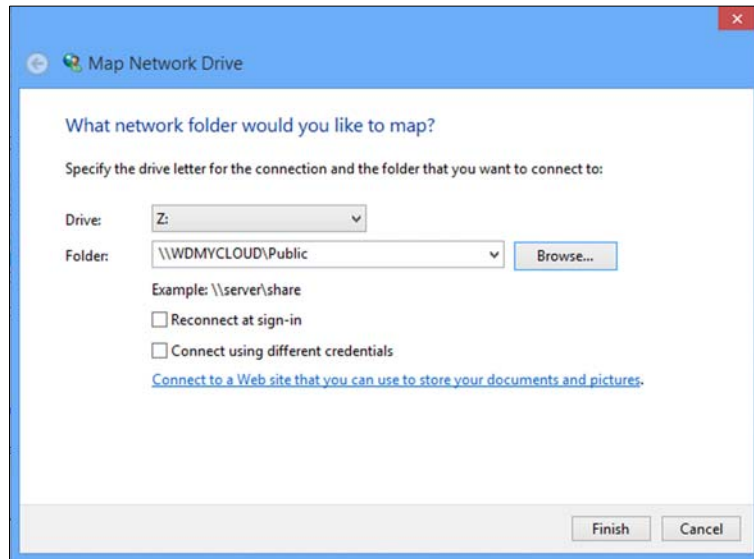 Map Network Drive
What network folder would you like to map?
Specify the drive letter for the connection and the folder that you want to connect to:
Drive: Z:
Folder: \\WDMYCLOUD\Public Browse...
Example: \\server\share
Reconnect at sign-in
Connect using different credentials
Connect to a Web site that you can use to store your documents and pictures.
Finish Cancel